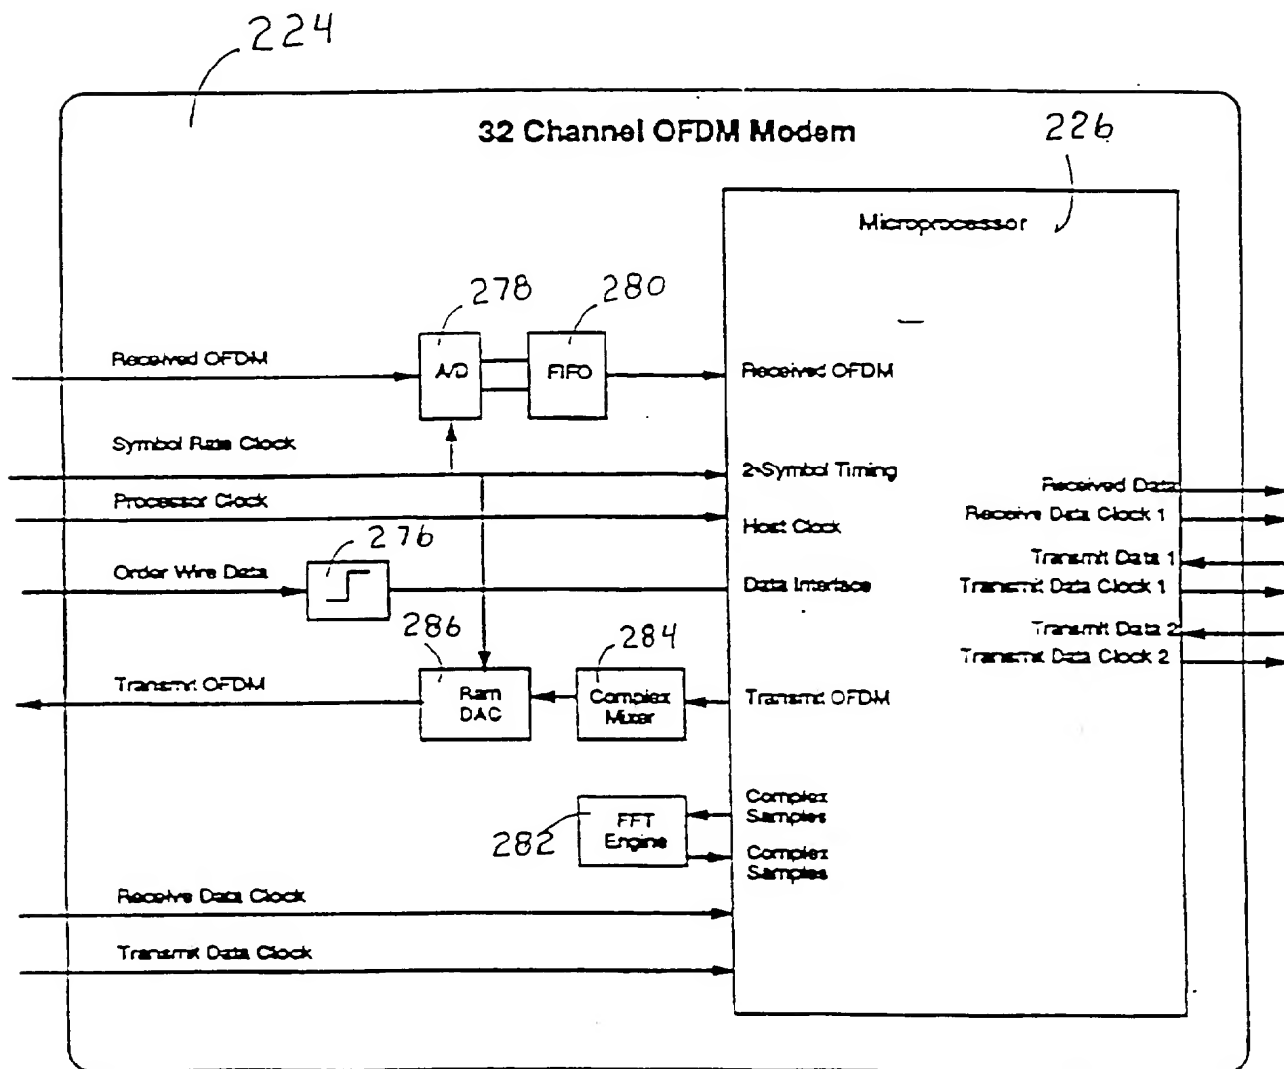 224
32 Channel OFDM Modem
226
Microprocessor
278
280
Received OFDM
A/D
FIFO
Received OFDM
Symbol Rate Clock
2-Symbol Timing
Received Data
Processor Clock
Host Clock
Receive Data Clock 1
276
Transmit Data 1
Order Wire Data
Data Interface
Transmit Data Clock 1
286
284
Transmit Data 2
Transmit Data Clock 2
Transmit OFDM
Ram
DAC
Complex
Mixer
Transmit OFDM
282
FFT
Engine
Complex
Samples
Complex
Samples
Receive Data Clock
Transmit Data Clock